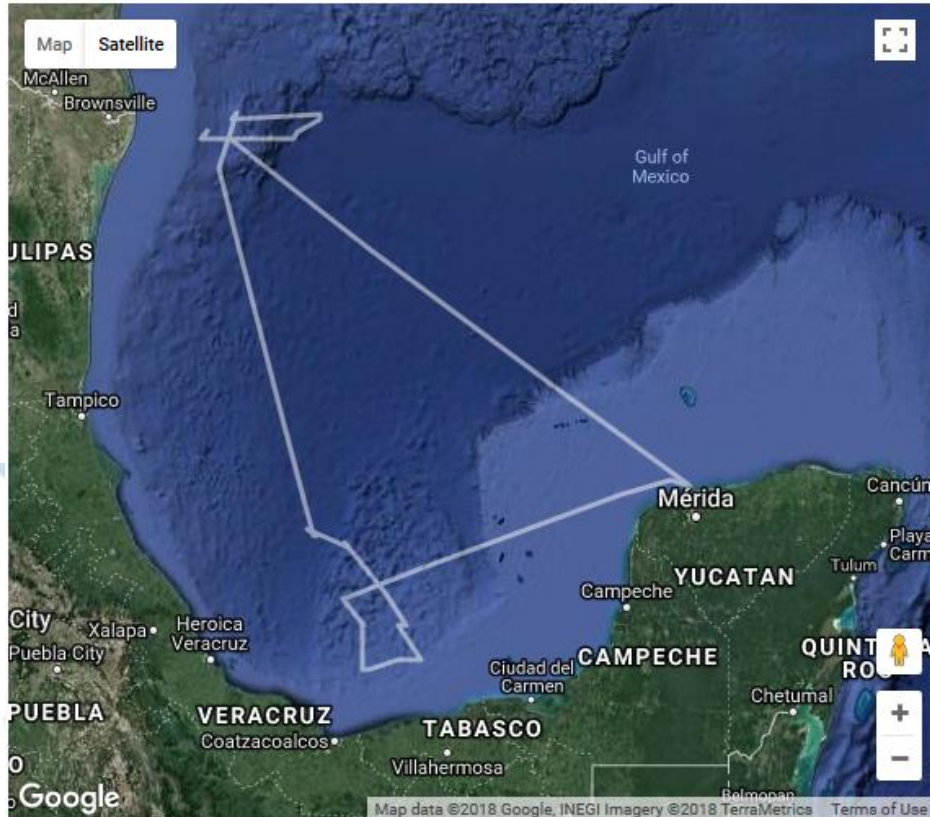 Map
Satellite
McAllen
Brownsville
Gulf of
Mexico
ULIPAS
d
a
Tampico
Mérida
Cancún
Playa
Carm
Tulum
YUCATAN
Campeche
City
Xalapa
Heroica
Veracruz
Puebla City
CAMPECHE
QUINT A
RO
Ciudad del
Carmen
Chetumal
PUEBLA
VERACRUZ
TABASCO
Coatzacoalcos
Villahermosa
O
Belmopan
Google
Map data ©2018 Google, INEGI Imagery ©2018 TerraMetrics
Terms of Use